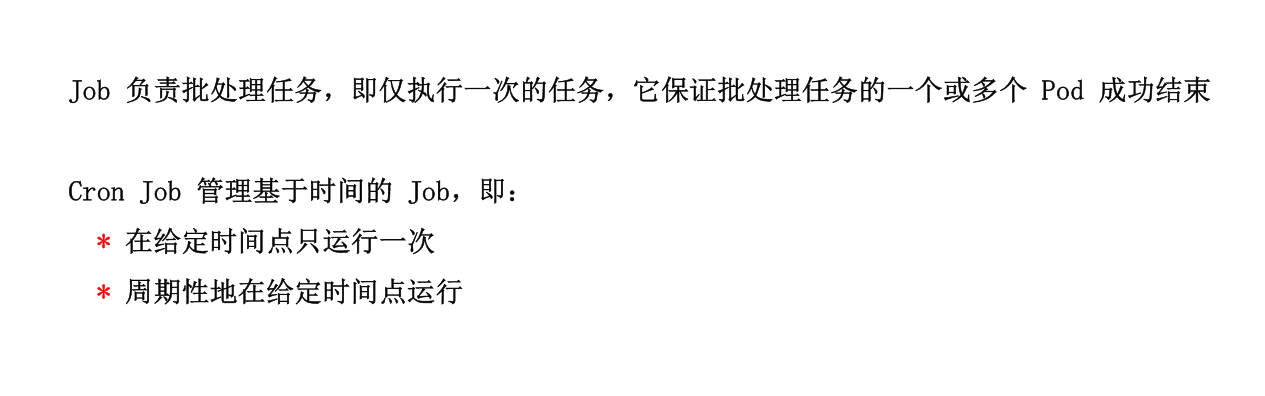 Job 负责批处理任务，即仅执行一次的任务，它保证批处理任务的一个或多个 Pod 成功结束
Cron Job 管理基于时间的 Job，即：
* 在给定时间点只运行一次
* 周期性地在给定时间点运行